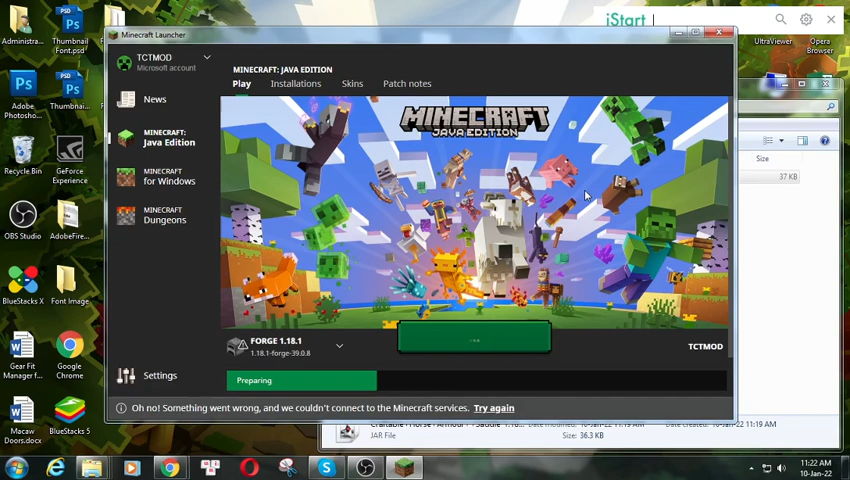 iStart
Minecraft Launcher
TCTMOD
Microsoft account
MINECRAFT: JAVA EDITION
Play
Installations
Skins
Patch notes
News
MINECRAFT:
Java Edition
MINECRAFT
for Windows
MINECRAFT
Dungeons
Settings
MINECRAFT
JAVA EDITION
FORGE 1.18.1
1.18.1-forge-39.0.8
TCTMOD
Preparing
Oh no! Something went wrong, and we couldn't connect to the Minecraft services. Try again
Administra...
Thumbnail
Font.psd
Adobe
Photosho...
Thumbna...
Recycle Bin
GeForce
Experience
OBS Studio
AdobeFire...
BlueStacks X
Font Image
Gear Fit
Manager f...
Google
Chrome
Macaw
Doors.docx
BlueStacks 5
UltraViewer
Opera
Browser
Size
37 KB
JAR File
Size: 36.3 KB
11:22 AM
10-Jan-22